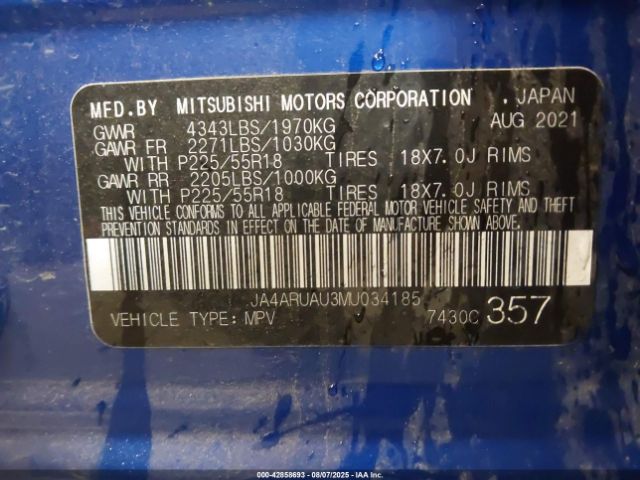 MFD.BY MITSUBISHI MOTORS CORPORATION . JAPAN
GVWR 4343LBS/1970KG AUG 2021
GAWR FR 2271LBS/1030KG
WITH P225/55R18 TIRES 18X7.0J RIMS
GAWR RR 2205LBS/1000KG
WITH P225/55R18 TIRES 18X7.0J RIMS
THIS VEHICLE CONFORMS TO ALL APPLICABLE FEDERAL MOTOR VEHICLE SAFETY AND THEFT
PREVENTION STANDARDS IN EFFECT ON THE DATE OF MANUFACTURE SHOWN ABOVE.
JA4ARUAU3MU034185
VEHICLE TYPE: MPV 7430C 357
000-42858693 - 08/07/2025 - IAAI.com